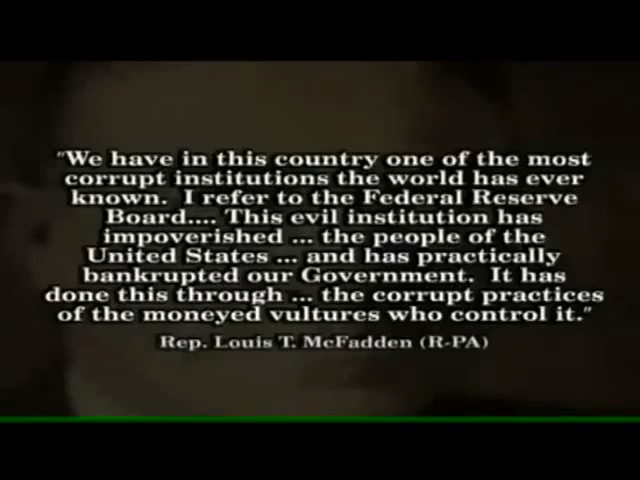 "We have in this country one of the most
corrupt institutions the world has ever
known.  I refer to the Federal Reserve
Board.... This evil institution has
impoverished ... the people of the
United States ... and has practically
bankrupted our Government.  It has
done this through ... the corrupt practices
of the moneyed vultures who control it."
Rep. Louis T. McFadden (R-PA)